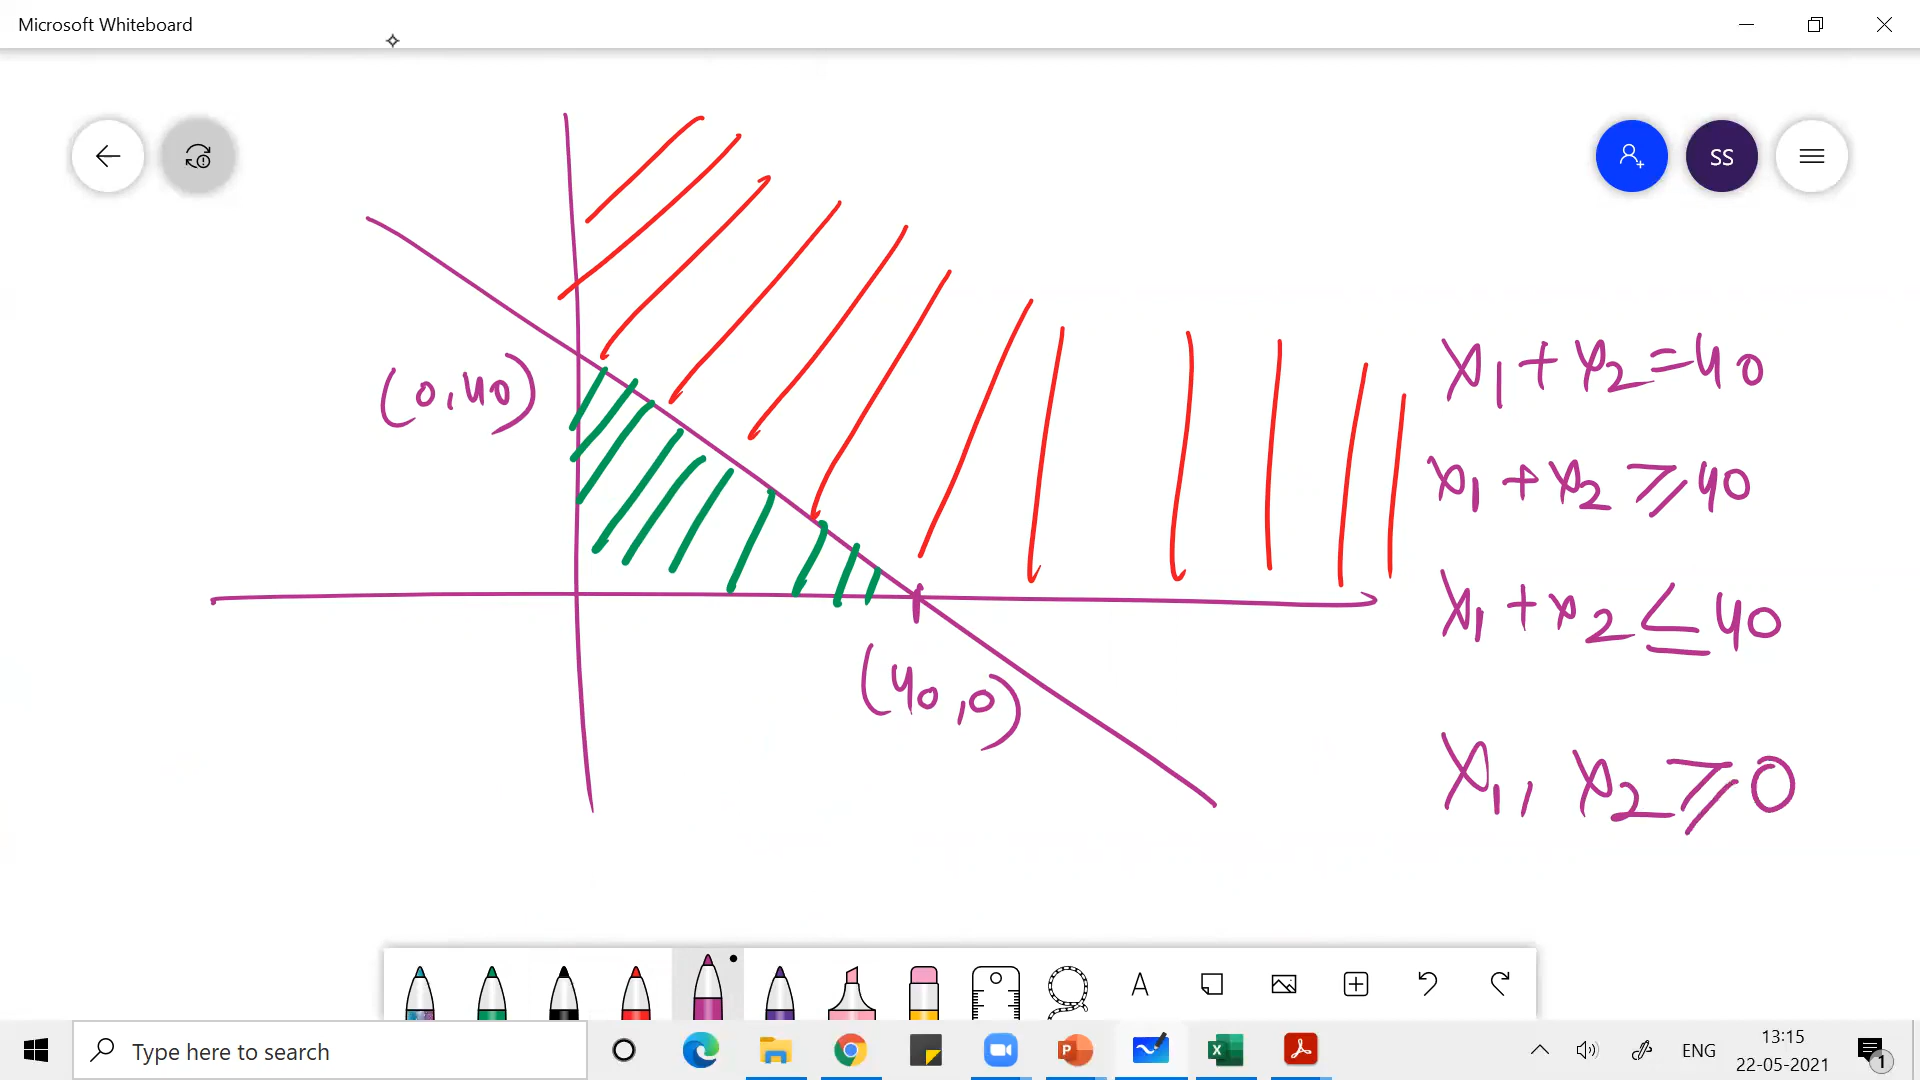 Microsoft Whiteboard
SS
(0,40)
(40,0)
x₁ + x₂ = 40
x₁ + x₂ ≥ 40
x₁ + x₂ ≤ 40
x₁, x₂ ≥ 0
A
Type here to search
ENG
13:15
22-05-2021
1